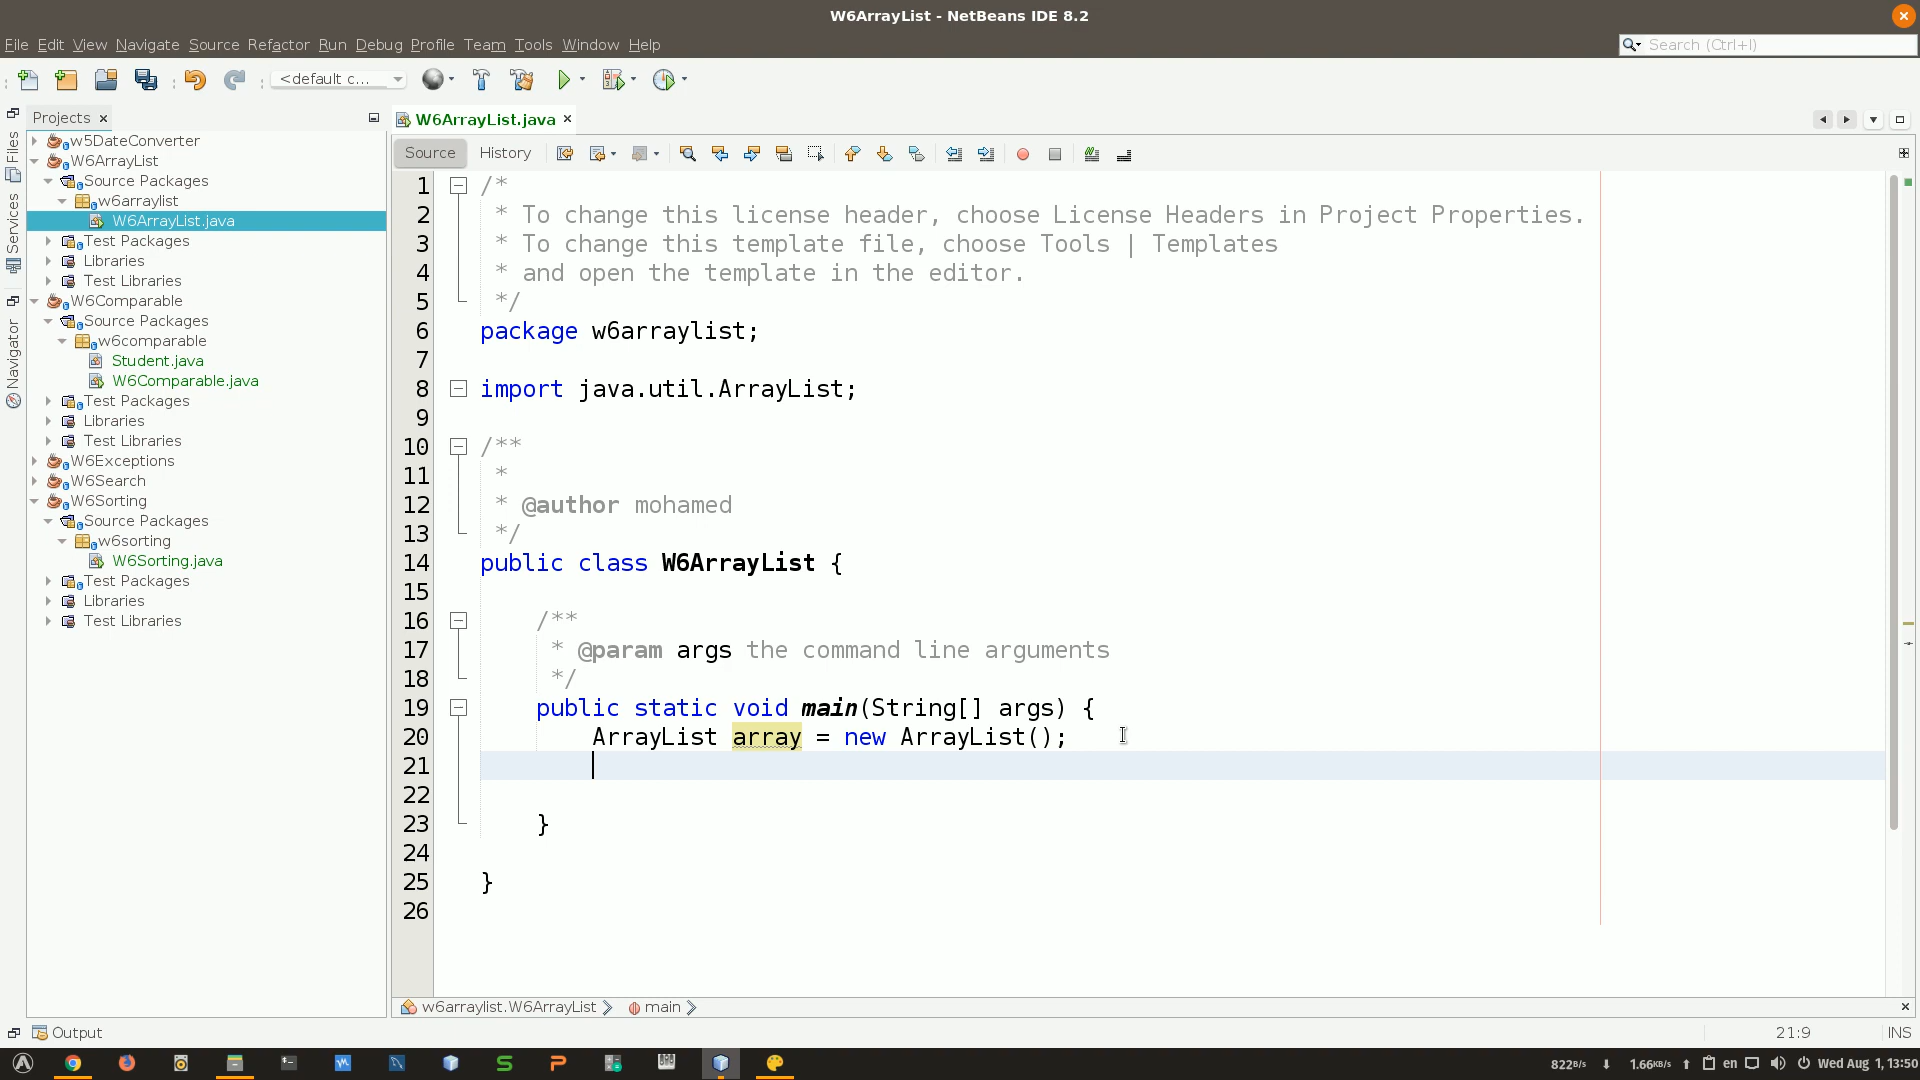 W6ArrayList - NetBeans IDE 8.2
File Edit View Navigate Source Refactor Run Debug Profile Team Tools Window Help
Search (Ctrl+I)
<default c...
Projects
W6ArrayList.java
Source History
Files
Services
Navigator
w5DateConverter
W6ArrayList
Source Packages
w6arraylist
W6ArrayList.java
Test Packages
Libraries
Test Libraries
W6Comparable
Source Packages
w6comparable
Student.java
W6Comparable.java
Test Packages
Libraries
Test Libraries
W6Exceptions
W6Search
W6Sorting
Source Packages
w6sorting
W6Sorting.java
Test Packages
Libraries
Test Libraries
1 /*
2 * To change this license header, choose License Headers in Project Properties.
3 * To change this template file, choose Tools | Templates
4 * and open the template in the editor.
5 */
6 package w6arraylist;
7
8 import java.util.ArrayList;
9
10 /**
11 *
12 * @author mohamed
13 */
14 public class W6ArrayList {
15
16 /**
17 * @param args the command line arguments
18 */
19 public static void main(String[] args) {
20 ArrayList array = new ArrayList();
21
22
23 }
24
25 }
26
w6arraylist.W6ArrayList main
Output
21:9 INS
822B/s 1.66KB/s en Wed Aug 1, 13:50